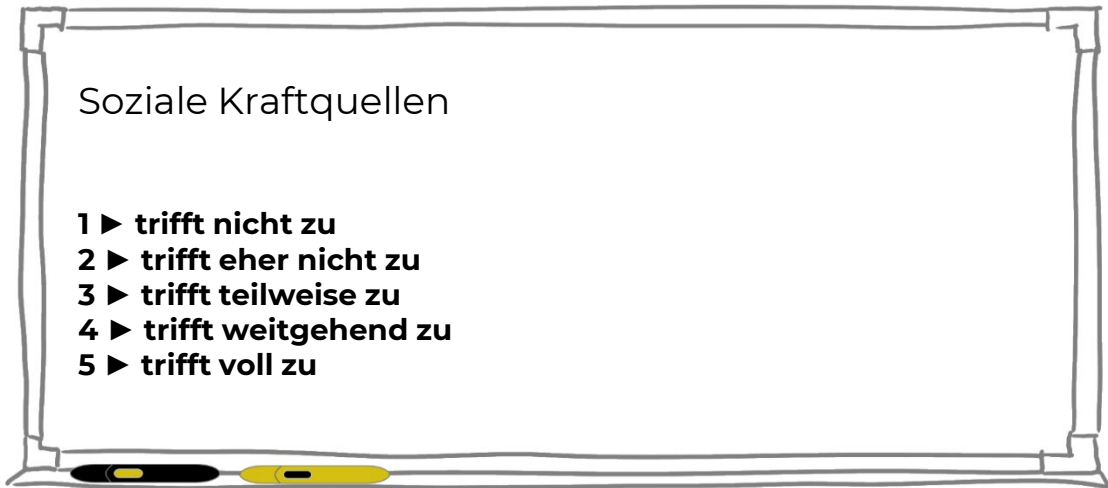 Soziale Kraftquellen
1 ► trifft nicht zu
2 ► trifft eher nicht zu
3 ► trifft teilweise zu
4 ► trifft weitgehend zu
5 ► trifft voll zu